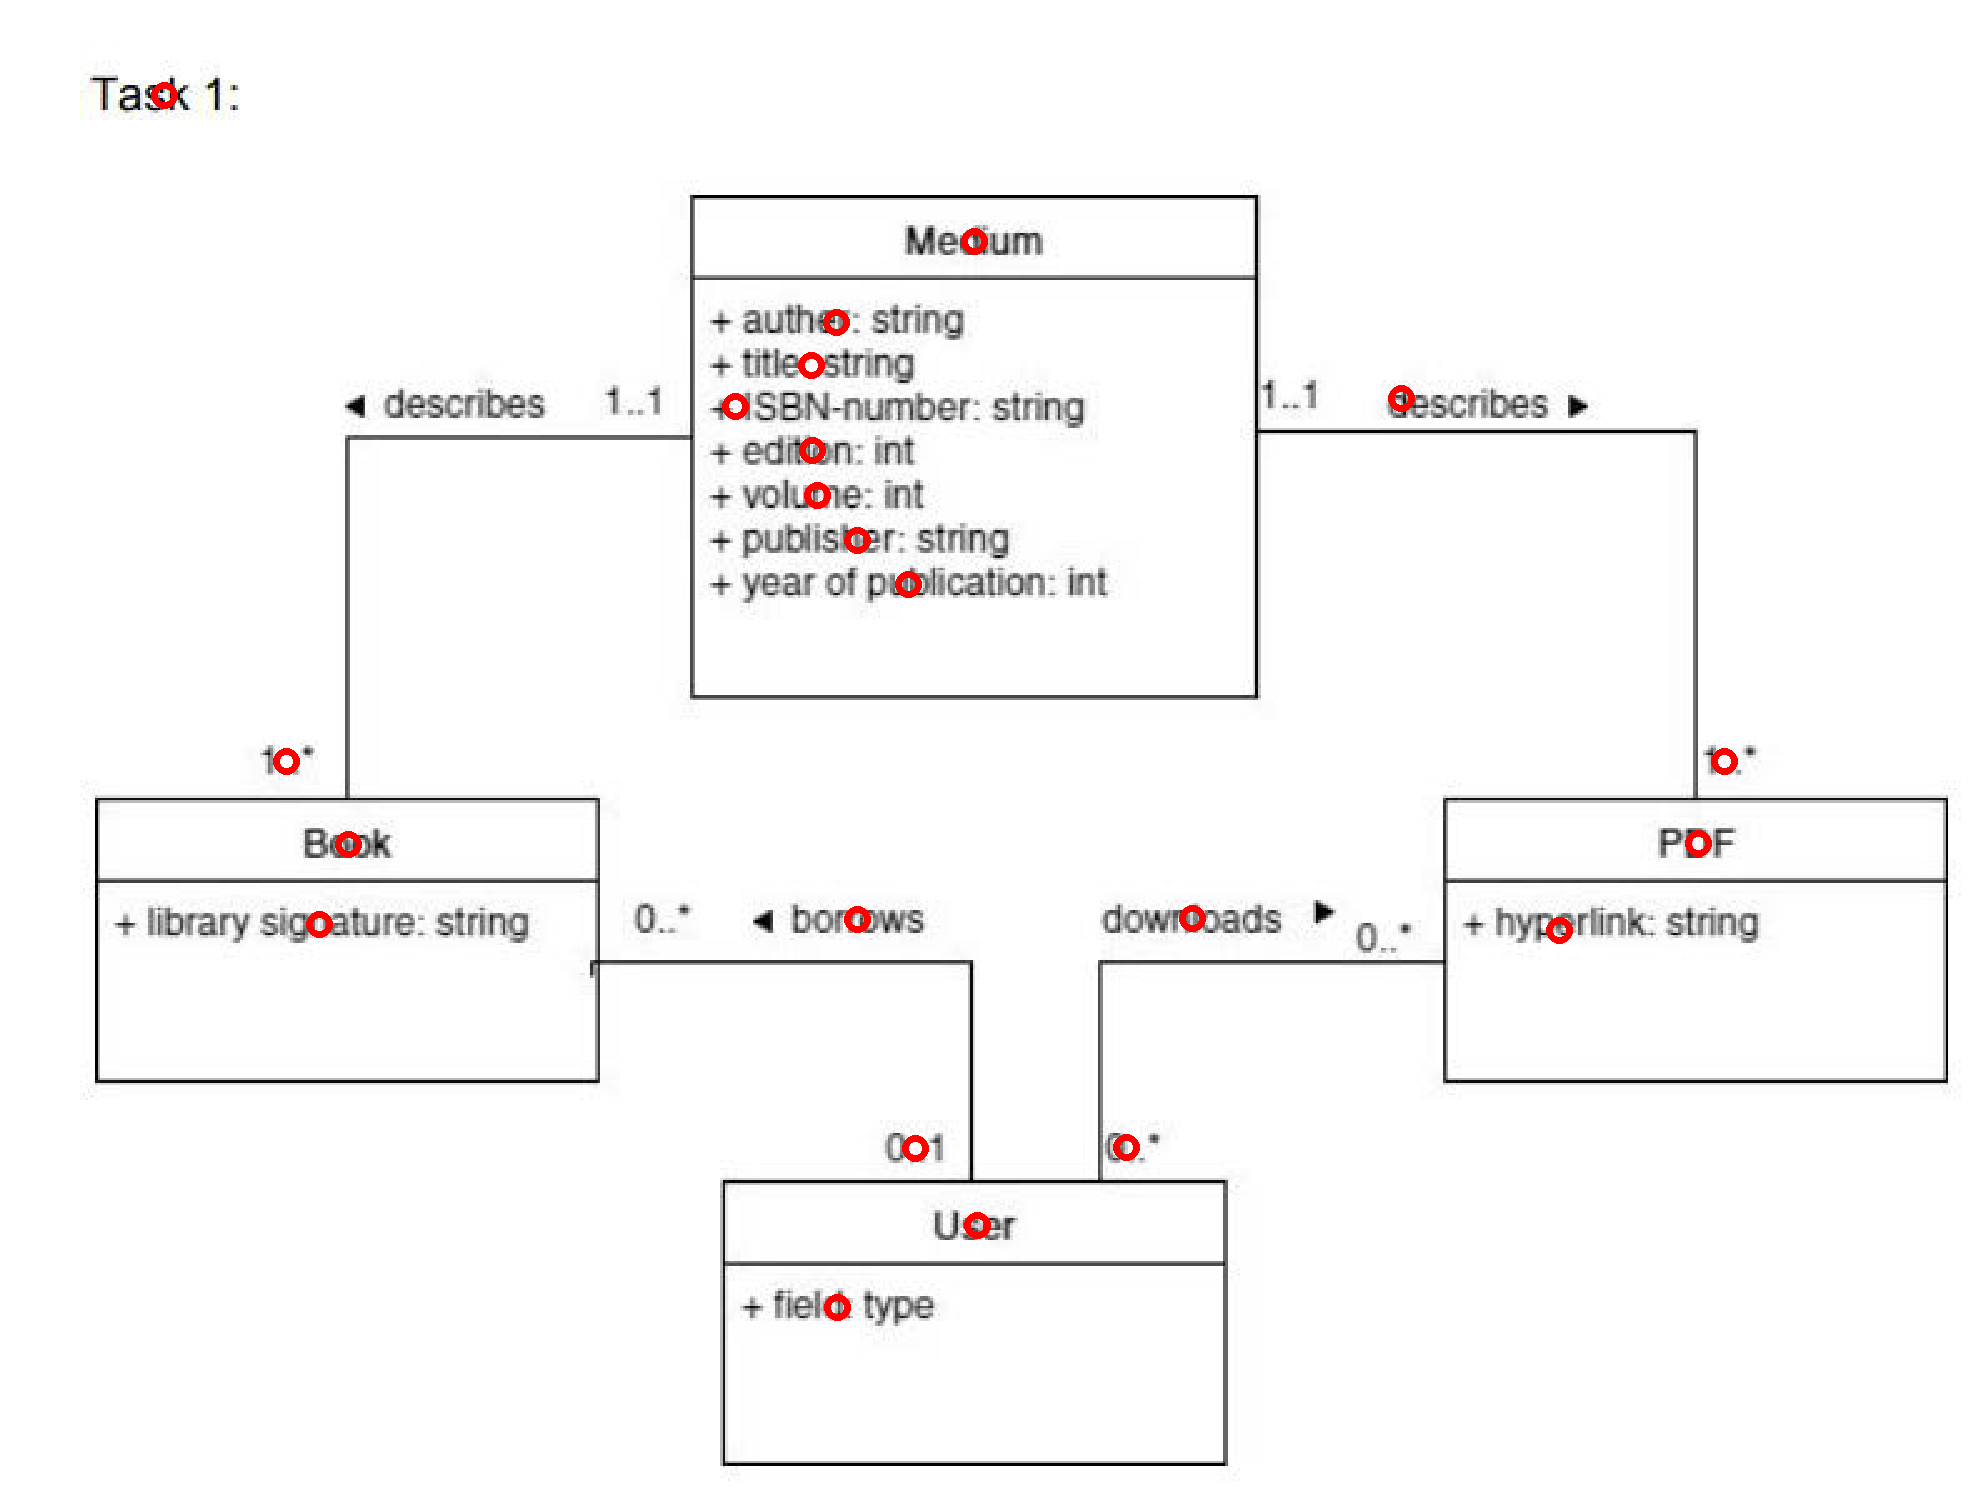 Task 1:
Medium
+ auther: string
+ title: string
+ ISBN-number: string
+ edition: int
+ volume: int
+ publisher: string
+ year of publication: int
◄ describes 1..1
1..1 describes ►
1..*
1..*
Book
+ library signature: string
PDF
+ hyperlink: string
0..* ◄ borrows
downloads ► 0..*
0..1
0..*
User
+ field: type